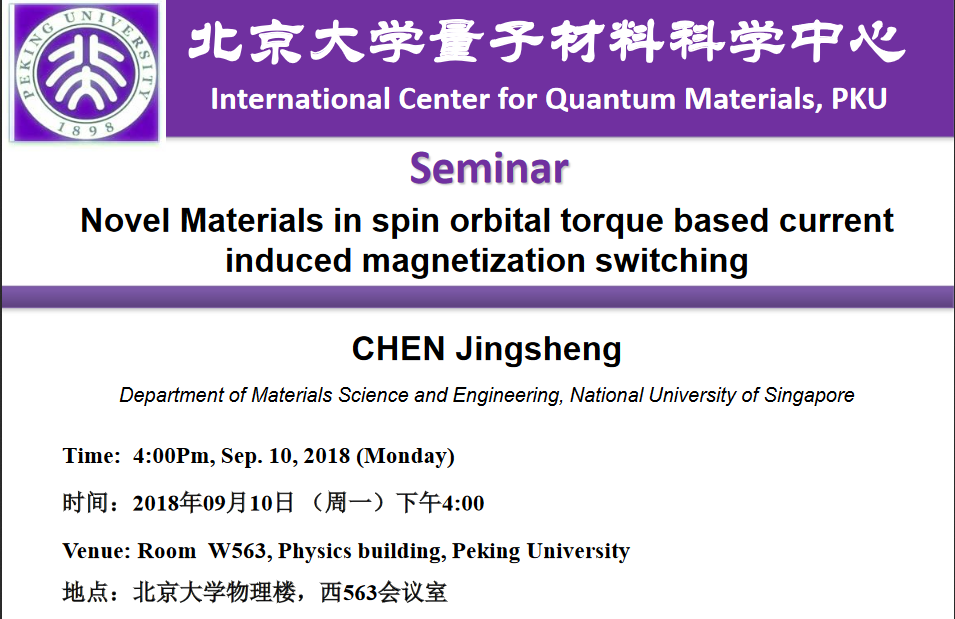 PEKING UNIVERSITY
1898
北京大学量子材料科学中心
International Center for Quantum Materials, PKU
Seminar
Novel Materials in spin orbital torque based current
induced magnetization switching
CHEN Jingsheng
Department of Materials Science and Engineering, National University of Singapore
Time: 4:00Pm, Sep. 10, 2018 (Monday)
时间：2018年09月10日 （周一）下午4:00
Venue: Room W563, Physics building, Peking University
地点：北京大学物理楼，西563会议室